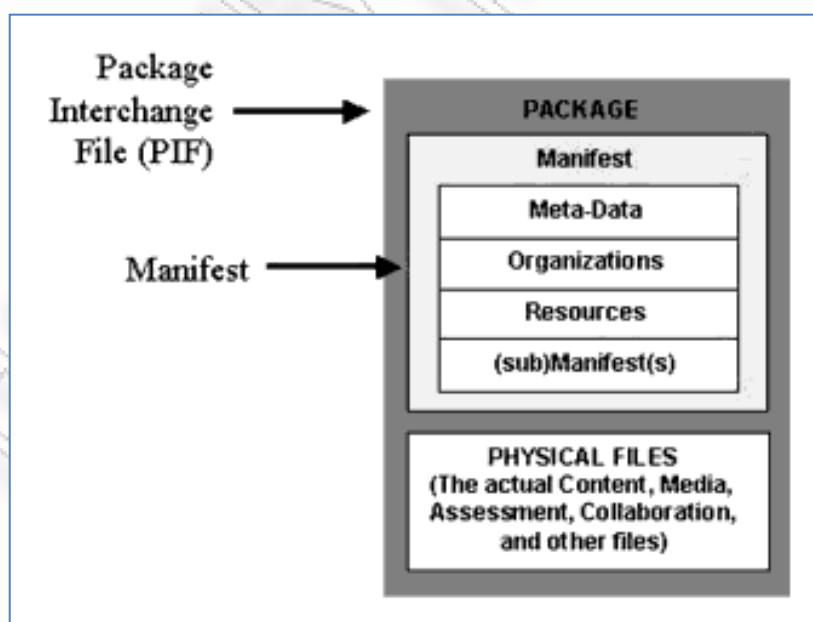 Package
Interchange
File (PIF)
Manifest
PACKAGE
Manifest
Meta-Data
Organizations
Resources
(sub)Manifest(s)
PHYSICAL FILES
(The actual Content, Media,
Assessment, Collaboration,
and other files)